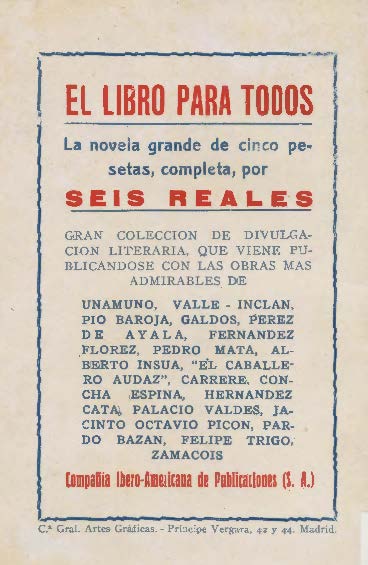 EL LIBRO PARA TODOS
La novela grande de cinco pe-
setas, completa, por
SEIS REALES
GRAN COLECCION DE DIVULGA-
CION LITERARIA, QUE VIENE PU-
BLICANDOSE CON LAS OBRAS MAS
ADMIRABLES DE
UNAMUNO, VALLE - INCLAN,
PIO BAROJA, GALDOS, PEREZ
DE AYALA, FERNANDEZ
FLOREZ, PEDRO MATA, AL-
BERTO INSUA, "EL CABALLE-
RO AUDAZ", CARRERE, CON-
CHA ESPINA, HERNANDEZ
CATA, PALACIO VALDES, JA-
CINTO OCTAVIO PICON, PAR-
DO BAZAN, FELIPE TRIGO,
ZAMACOIS
Compañía Ibero-Americana de Publicaciones (S. A.)
C.ª Gral. Artes Gráficas. - Príncipe Vergara, 42 y 44. Madrid.